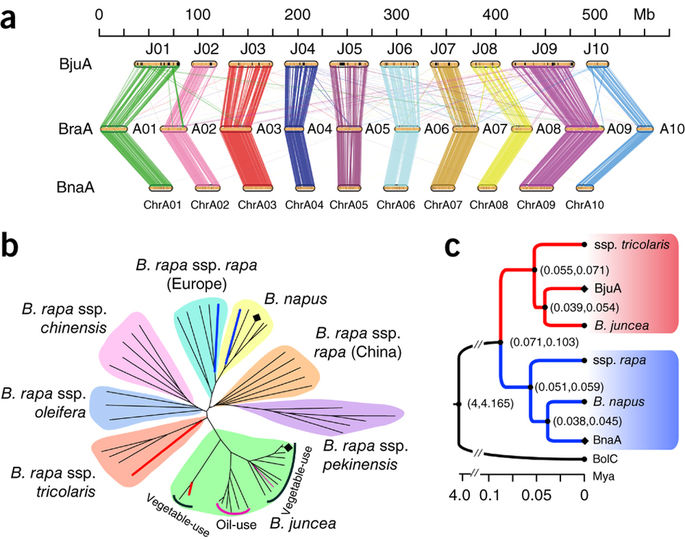 a
0 250 300 400 500 Mb
J01 J02 J03 J04 J05 J06 J07 J08 J09 J10
BjuA
BraA A01 A02 A03 A04 A05 A06 A07 A08 A09 A10
BnaA
ChrA01 ChrA02 ChrA03 ChrA04 ChrA05 ChrA06 ChrA07 ChrA08 ChrA09 ChrA10
b
B. rapa ssp. rapa
(Europe)
B. napus
B. rapa ssp.
chinensis
B. rapa ssp.
rapa (China)
B. rapa ssp.
oleifera
B. rapa ssp.
pekinensis
B. rapa ssp.
tricolaris
Vegetable-use
Oil-use
Vegetable-use
B. juncea
c
ssp. tricolaris
(0.055,0.071)
BjuA
(0.039,0.054)
B. juncea
(0.071,0.103)
ssp. rapa
(0.051,0.059)
B. napus
(4,4.165)
(0.038,0.045)
BnaA
BolC
Mya
4.0 0.1 0.05 0